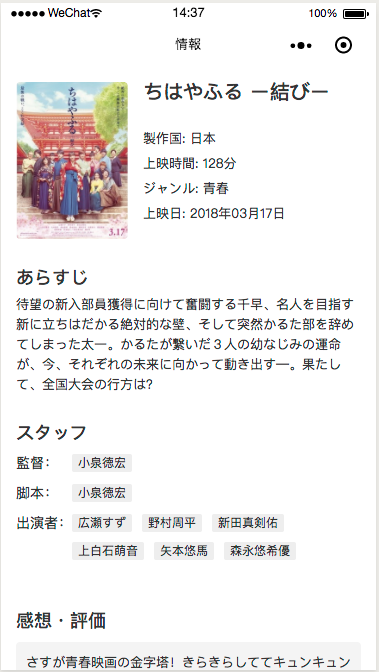 WeChat 14:37 100%
情報
ちはやふる
3.17
ちはやふる ー結びー
製作国: 日本
上映時間: 128分
ジャンル: 青春
上映日: 2018年03月17日
あらすじ
待望の新入部員獲得に向けて奮闘する千早、名人を目指す
新に立ちはだかる絶対的な壁、そして突然かるた部を辞め
てしまった太一。かるたが繋いだ３人の幼なじみの運命
が、今、それぞれの未来に向かって動き出す―。果たし
て、全国大会の行方は?
スタッフ
監督: 小泉徳宏
脚本: 小泉徳宏
出演者: 広瀬すず 野村周平 新田真剣佑
上白石萌音 矢本悠馬 森永悠希優
感想・評価
さすが青春映画の金字塔! きらきらしててキュンキュン